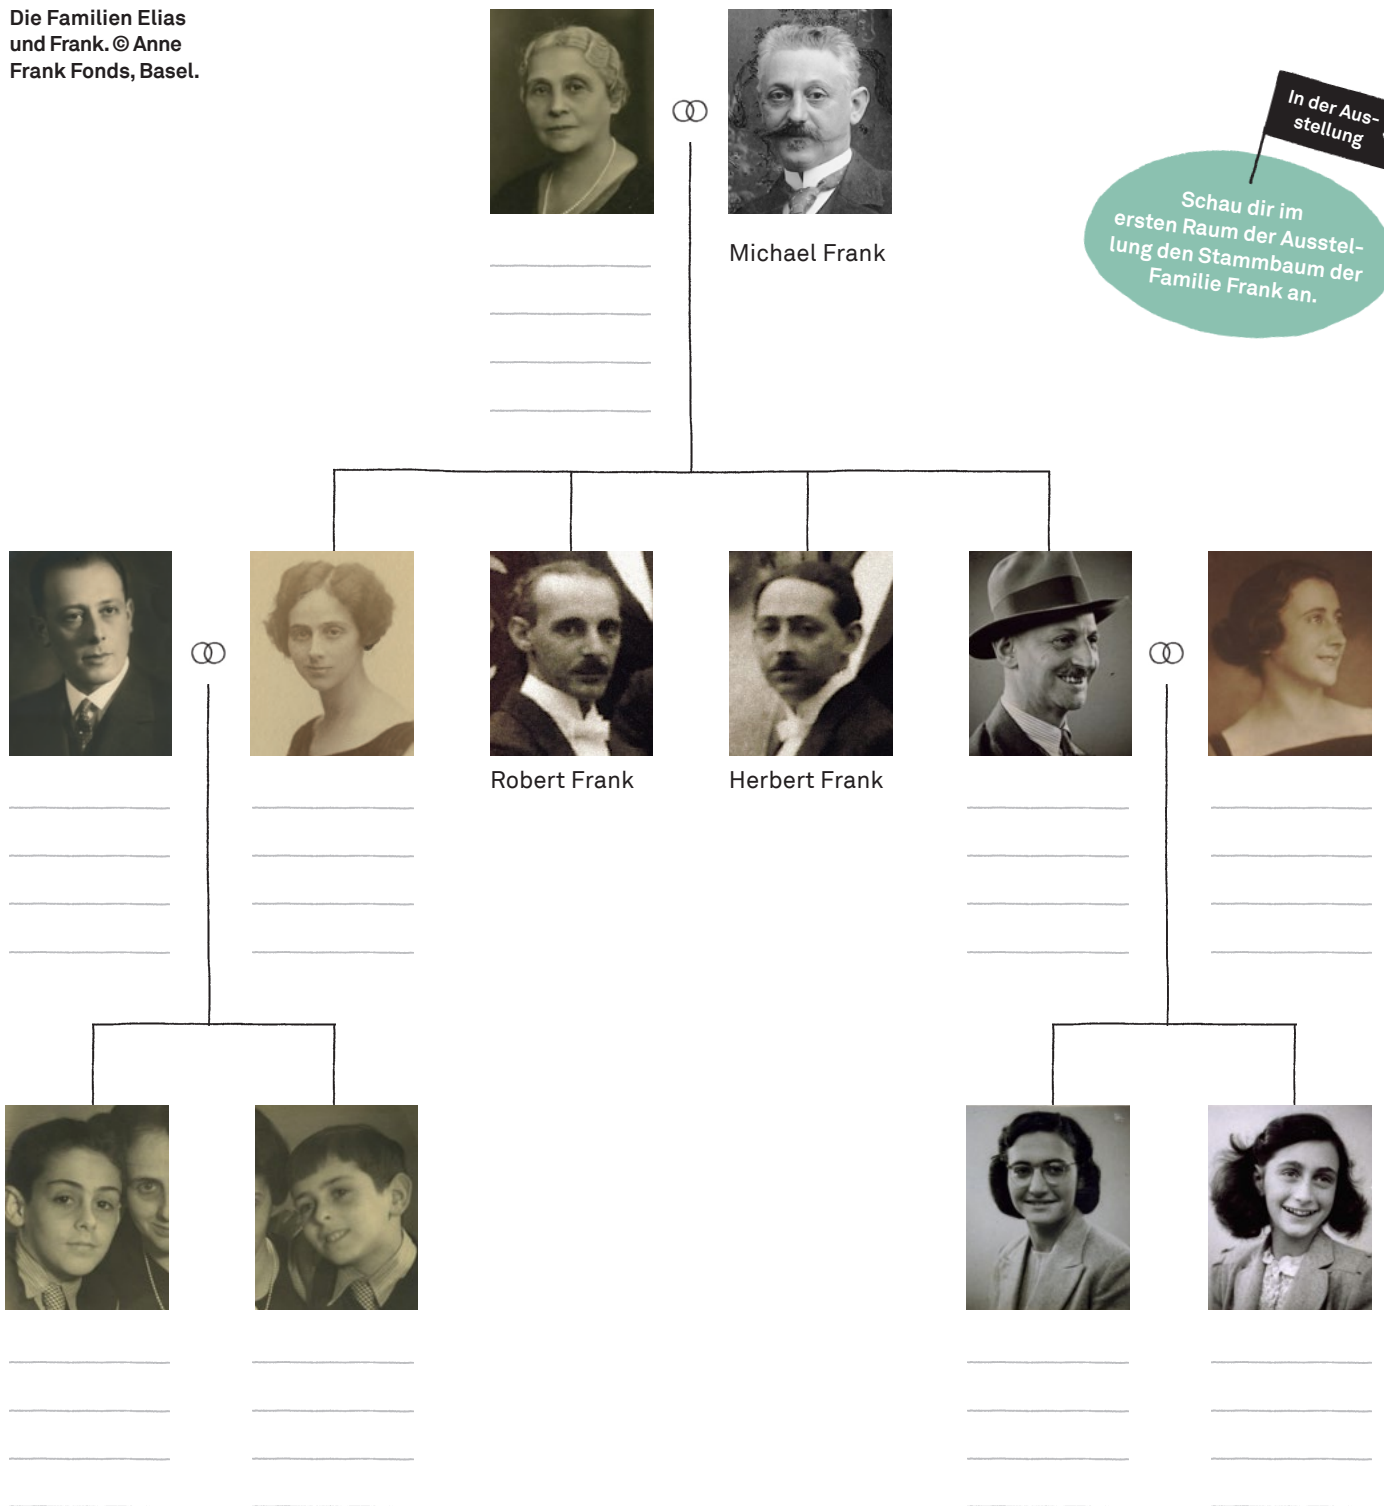 Die Familien Elias
und Frank. © Anne
Frank Fonds, Basel.
In der Aus-
stellung
Schau dir im
ersten Raum der Ausstel-
lung den Stammbaum der
Familie Frank an.
Michael Frank
Robert Frank
Herbert Frank